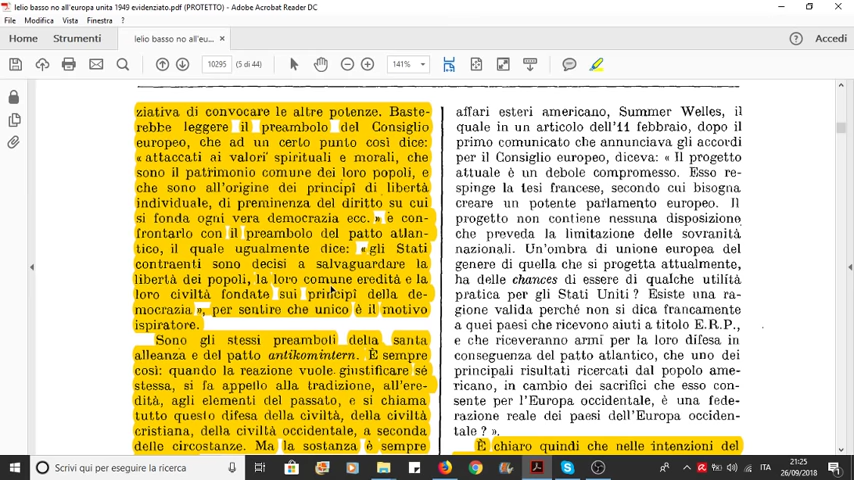 lelio basso no all'europa unita 1949 evidenziato.pdf (PROTETTO) - Adobe Acrobat Reader DC
File Modifica Vista Finestra ?
Home Strumenti lelio basso no all'eu... × Accedi
10295 (5 di 44) 141%
ziativa di convocare le altre potenze. Baste-
rebbe leggere il preambolo del Consiglio
europeo, che ad un certo punto così dice:
« attaccati ai valori spirituali e morali, che
sono il patrimonio comune dei loro popoli, e
che sono all'origine dei principî di libertà
individuale, di preminenza del diritto su cui
si fonda ogni vera democrazia ecc. » e con-
frontarlo con il preambolo del patto atlan-
tico, il quale ugualmente dice: « gli Stati
contraenti sono decisi a salvaguardare la
libertà dei popoli, la loro comune eredità e la
loro civiltà fondate sui principî della de-
mocrazia », per sentire che unico è il motivo
ispiratore.
Sono gli stessi preamboli della santa
alleanza e del patto antikomintern. È sempre
così: quando la reazione vuole giustificare sé
stessa, si fa appello alla tradizione, all'ere-
dità, agli elementi del passato, e si chiama
tutto questo difesa della civiltà, della civiltà
cristiana, della civiltà occidentale, a seconda
delle circostanze. Ma la sostanza è sempre
affari esteri americano, Summer Welles, il
quale in un articolo dell'11 febbraio, dopo il
primo comunicato che annunciava gli accordi
per il Consiglio europeo, diceva: « Il progetto
attuale è un debole compromesso. Esso re-
spinge la tesi francese, secondo cui bisogna
creare un potente parlamento europeo. Il
progetto non contiene nessuna disposizione
che preveda la limitazione delle sovranità
nazionali. Un'ombra di unione europea del
genere di quella che si progetta attualmente,
ha delle chances di essere di qualche utilità
pratica per gli Stati Uniti ? Esiste una ra-
gione valida perché non si dica francamente
a quei paesi che ricevono aiuti a titolo E.R.P.,
e che riceveranno armi per la loro difesa in
conseguenza del patto atlantico, che uno dei
principali risultati ricercati dal popolo ame-
ricano, in cambio dei sacrifici che esso con-
sente per l'Europa occidentale, è una fede-
razione reale dei paesi dell'Europa occiden-
tale ? ».
È chiaro quindi che nelle intenzioni del
Scrivi qui per eseguire la ricerca
ITA
21:25
26/09/2018